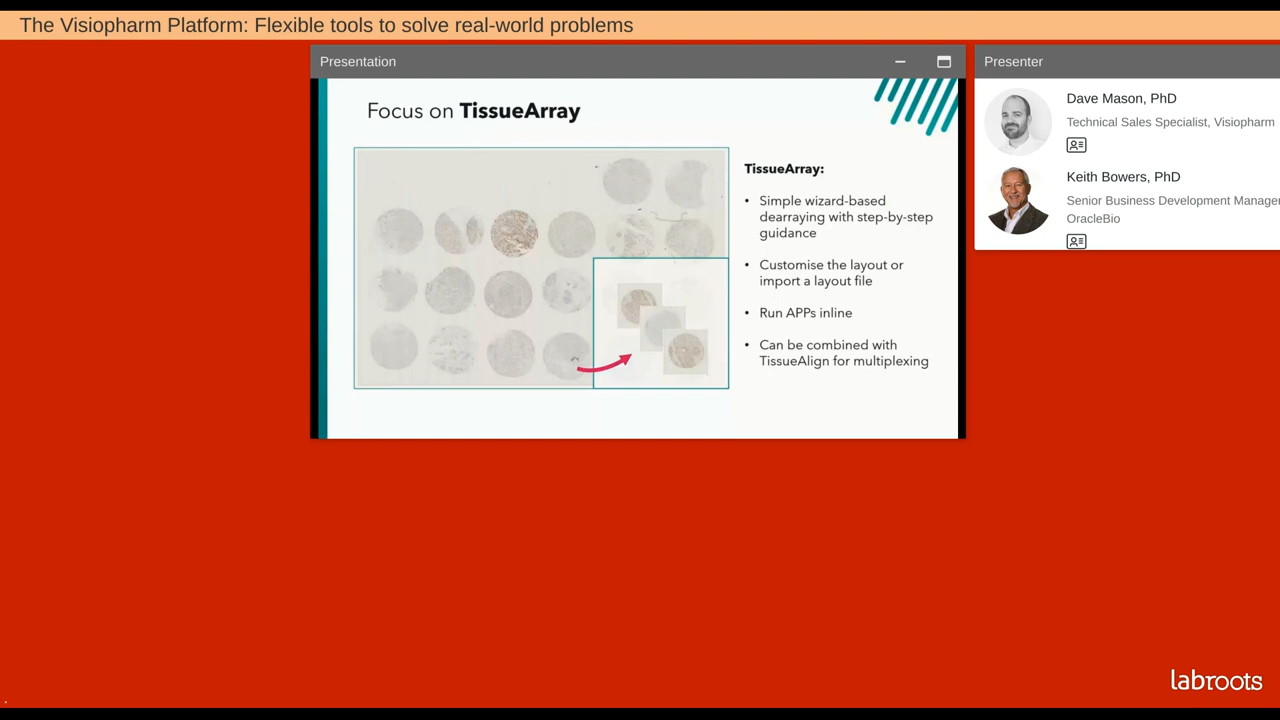 The Visiopharm Platform: Flexible tools to solve real-world problems
Presentation
Focus on TissueArray
TissueArray:
• Simple wizard-based
dearraying with step-by-step
guidance
• Customise the layout or
import a layout file
• Run APPs inline
• Can be combined with
TissueAlign for multiplexing
Presenter
Dave Mason, PhD
Technical Sales Specialist, Visiopharm
Keith Bowers, PhD
Senior Business Development Manage
OracleBio
labroots